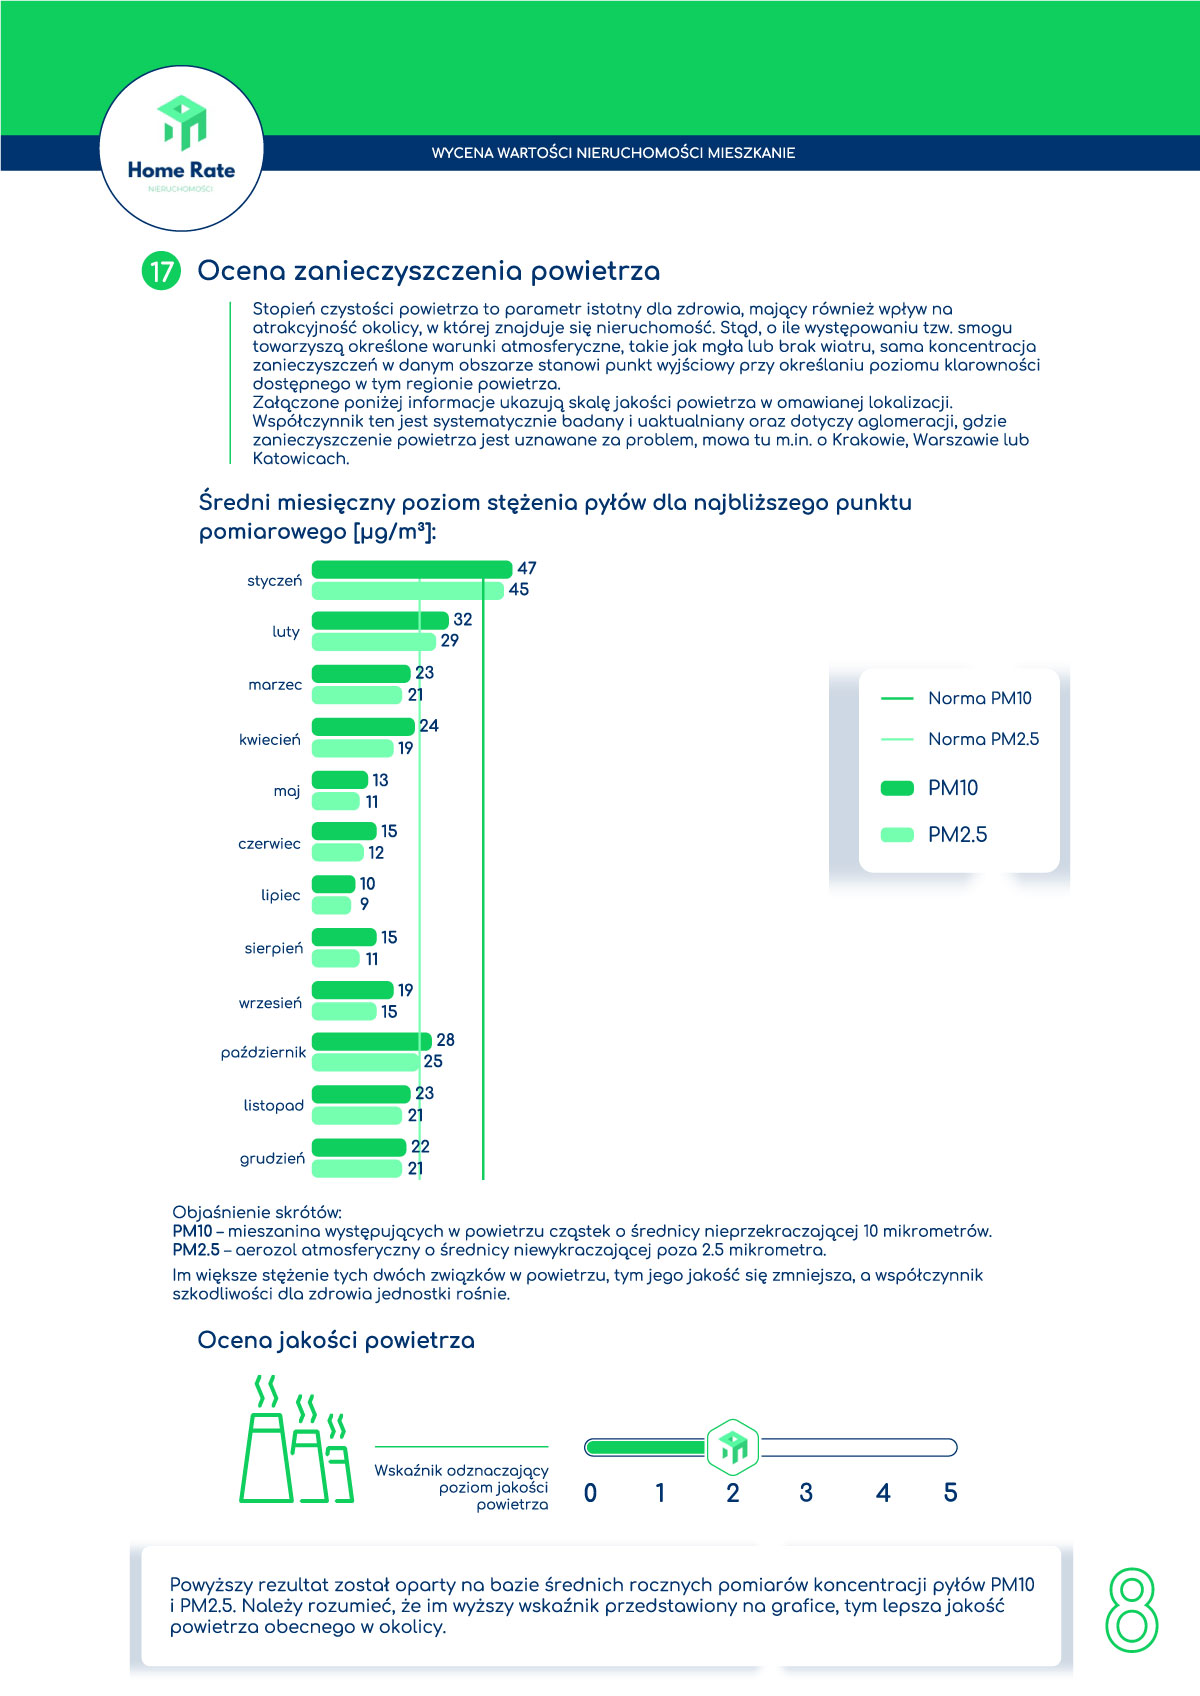 WYCENA WARTOŚCI NIERUCHOMOŚCI MIESZKANIE
Home Rate
NIERUCHOMOŚCI
17 Ocena zanieczyszczenia powietrza
Stopień czystości powietrza to parametr istotny dla zdrowia, mający również wpływ na
atrakcyjność okolicy, w której znajduje się nieruchomość. Stąd, o ile występowaniu tzw. smogu
towarzyszą określone warunki atmosferyczne, takie jak mgła lub brak wiatru, sama koncentracja
zanieczyszczeń w danym obszarze stanowi punkt wyjściowy przy określaniu poziomu klarowności
dostępnego w tym regionie powietrza.
Załączone poniżej informacje ukazują skalę jakości powietrza w omawianej lokalizacji.
Współczynnik ten jest systematycznie badany i uaktualniany oraz dotyczy aglomeracji, gdzie
zanieczyszczenie powietrza jest uznawane za problem, mowa tu m.in. o Krakowie, Warszawie lub
Katowicach.
Średni miesięczny poziom stężenia pyłów dla najbliższego punktu
pomiarowego [µg/m³]:
styczeń 47
45
luty 32
29
marzec 23
21
kwiecień 24
19
maj 13
11
czerwiec 15
12
lipiec 10
9
sierpień 15
11
wrzesień 19
15
październik 28
25
listopad 23
21
grudzień 22
21
Norma PM10
Norma PM2.5
PM10
PM2.5
Objaśnienie skrótów:
PM10 – mieszanina występujących w powietrzu cząstek o średnicy nieprzekraczającej 10 mikrometrów.
PM2.5 – aerozol atmosferyczny o średnicy niewykraczającej poza 2.5 mikrometra.
Im większe stężenie tych dwóch związków w powietrzu, tym jego jakość się zmniejsza, a współczynnik
szkodliwości dla zdrowia jednostki rośnie.
Ocena jakości powietrza
Wskaźnik odznaczający
poziom jakości
powietrza
0 1 2 3 4 5
Powyższy rezultat został oparty na bazie średnich rocznych pomiarów koncentracji pyłów PM10
i PM2.5. Należy rozumieć, że im wyższy wskaźnik przedstawiony na grafice, tym lepsza jakość
powietrza obecnego w okolicy.
8